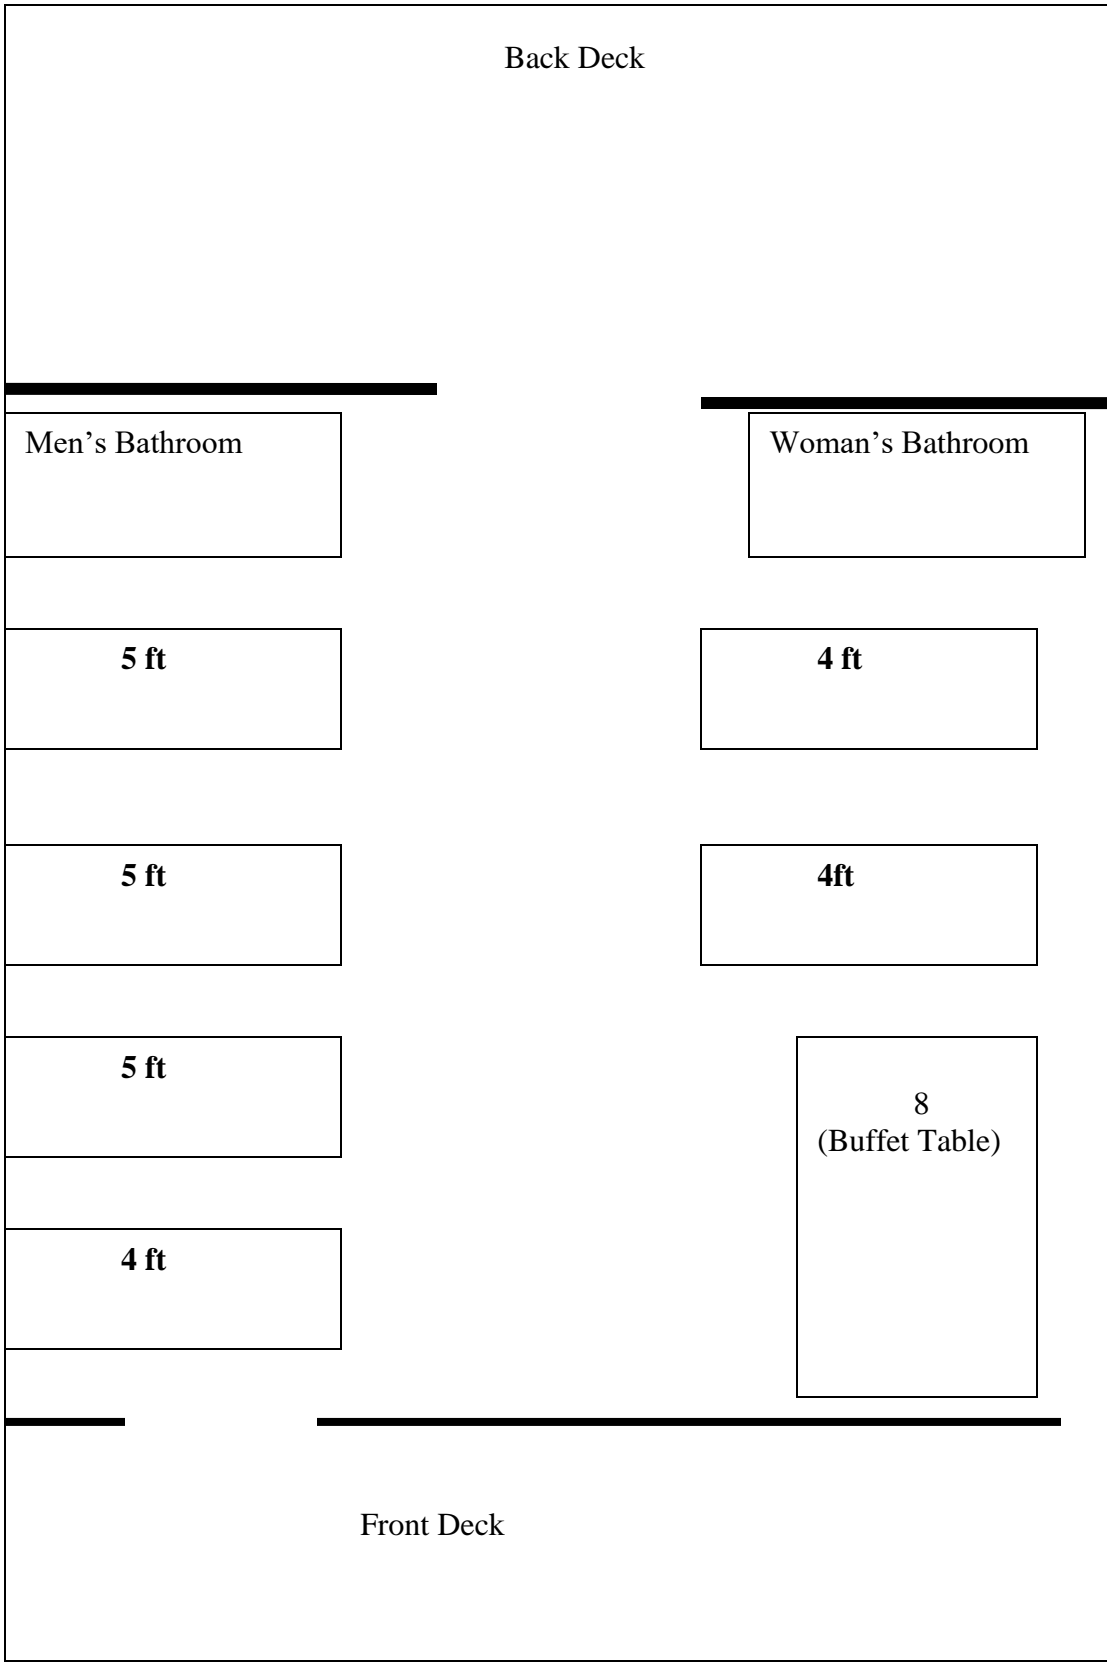 Back Deck
Men’s Bathroom
Woman’s Bathroom
5 ft
4 ft
5 ft
4ft
5 ft
8
(Buffet Table)
4 ft
Front Deck